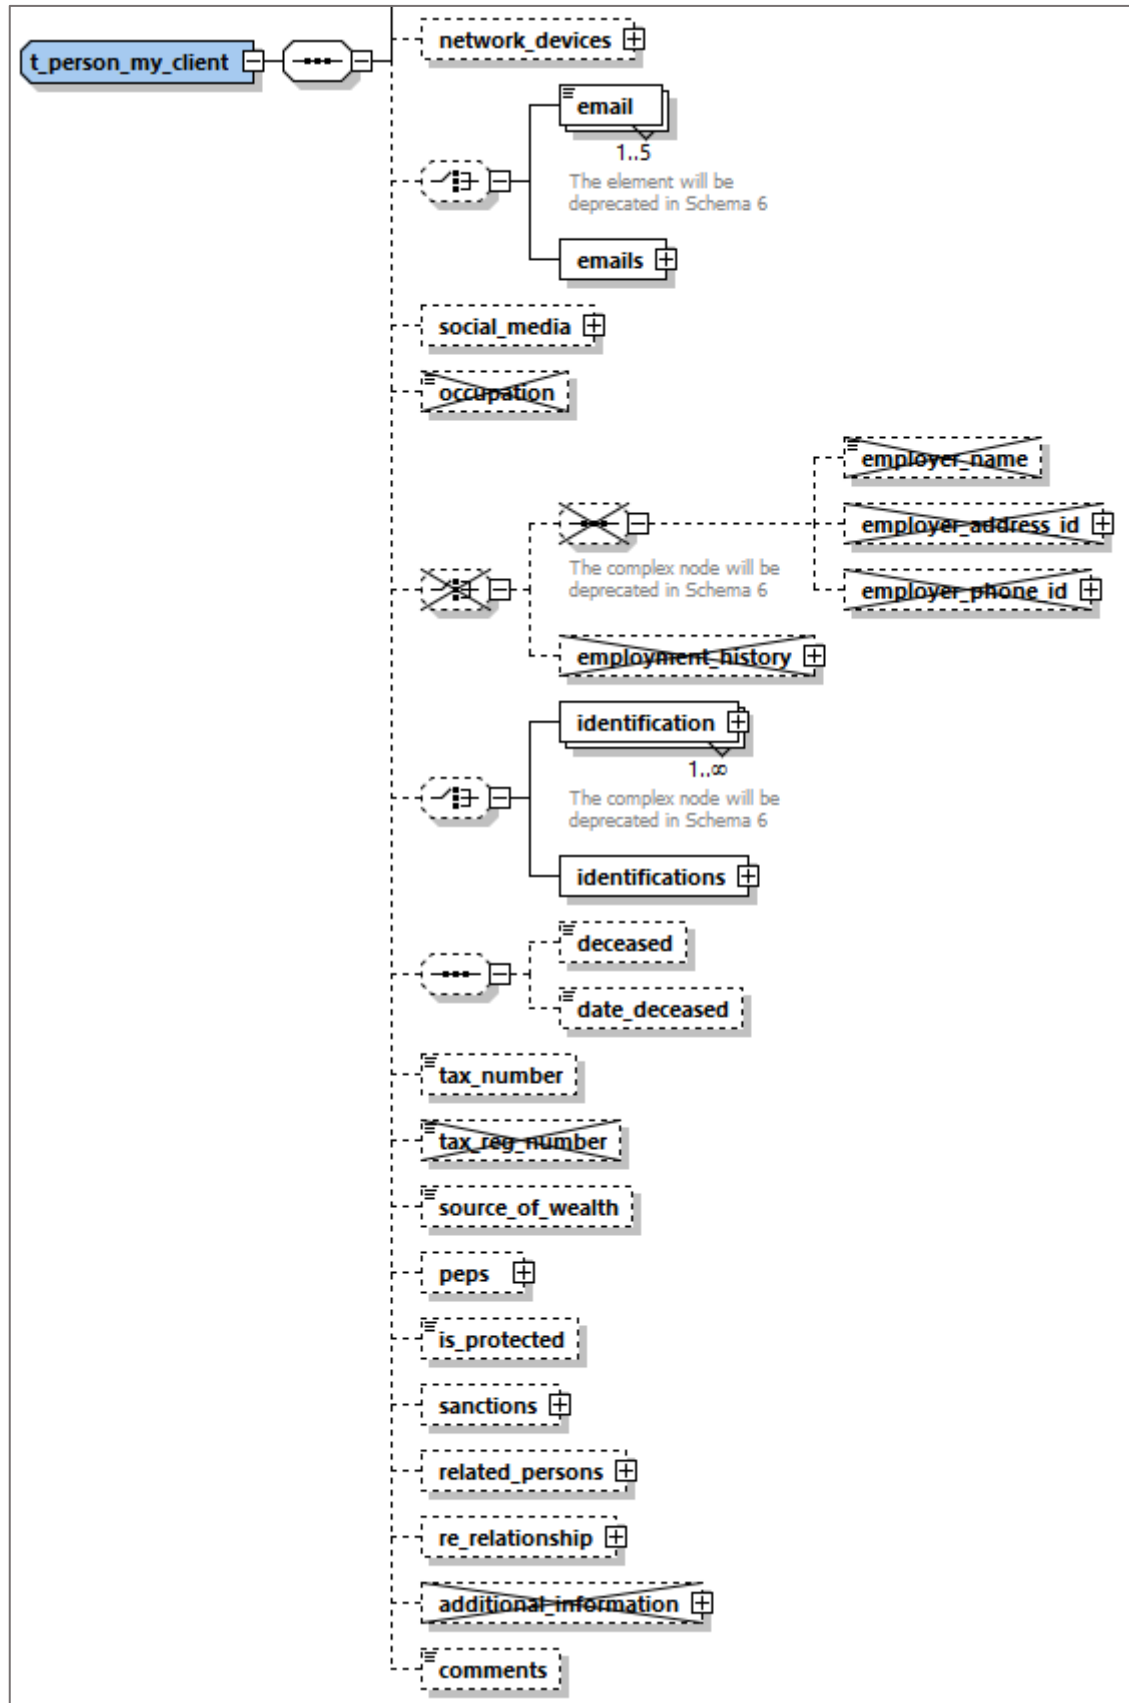 t_person_my_client
network_devices
email
1..5
The element will be
deprecated in Schema 6
emails
social_media
occupation
employer_name
employer_address_id
employer_phone_id
The complex node will be
deprecated in Schema 6
employment_history
identification
1..∞
The complex node will be
deprecated in Schema 6
identifications
deceased
date_deceased
tax_number
tax_reg_number
source_of_wealth
peps
is_protected
sanctions
related_persons
re_relationship
additional_information
comments